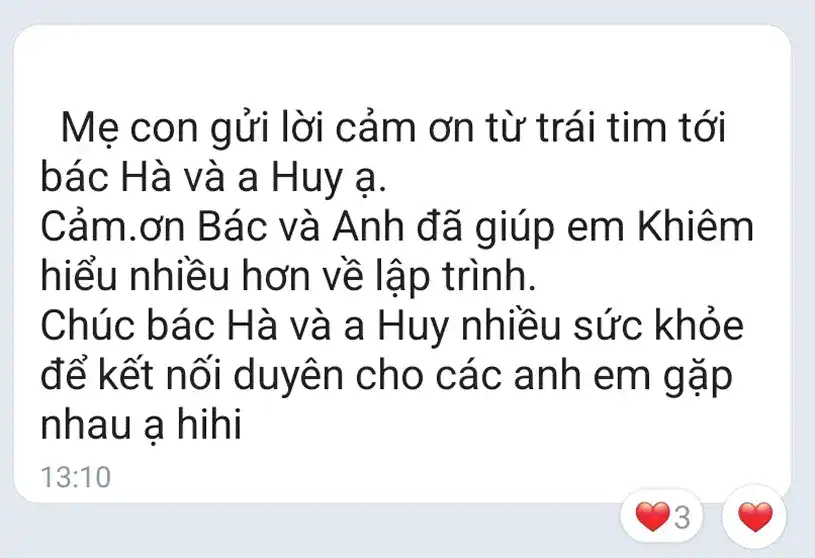 Mẹ con gửi lời cảm ơn từ trái tim tới
bác Hà và a Huy ạ.
Cảm.ơn Bác và Anh đã giúp em Khiêm
hiểu nhiều hơn về lập trình.
Chúc bác Hà và a Huy nhiều sức khỏe
để kết nối duyên cho các anh em gặp
nhau ạ hihi
13:10
3